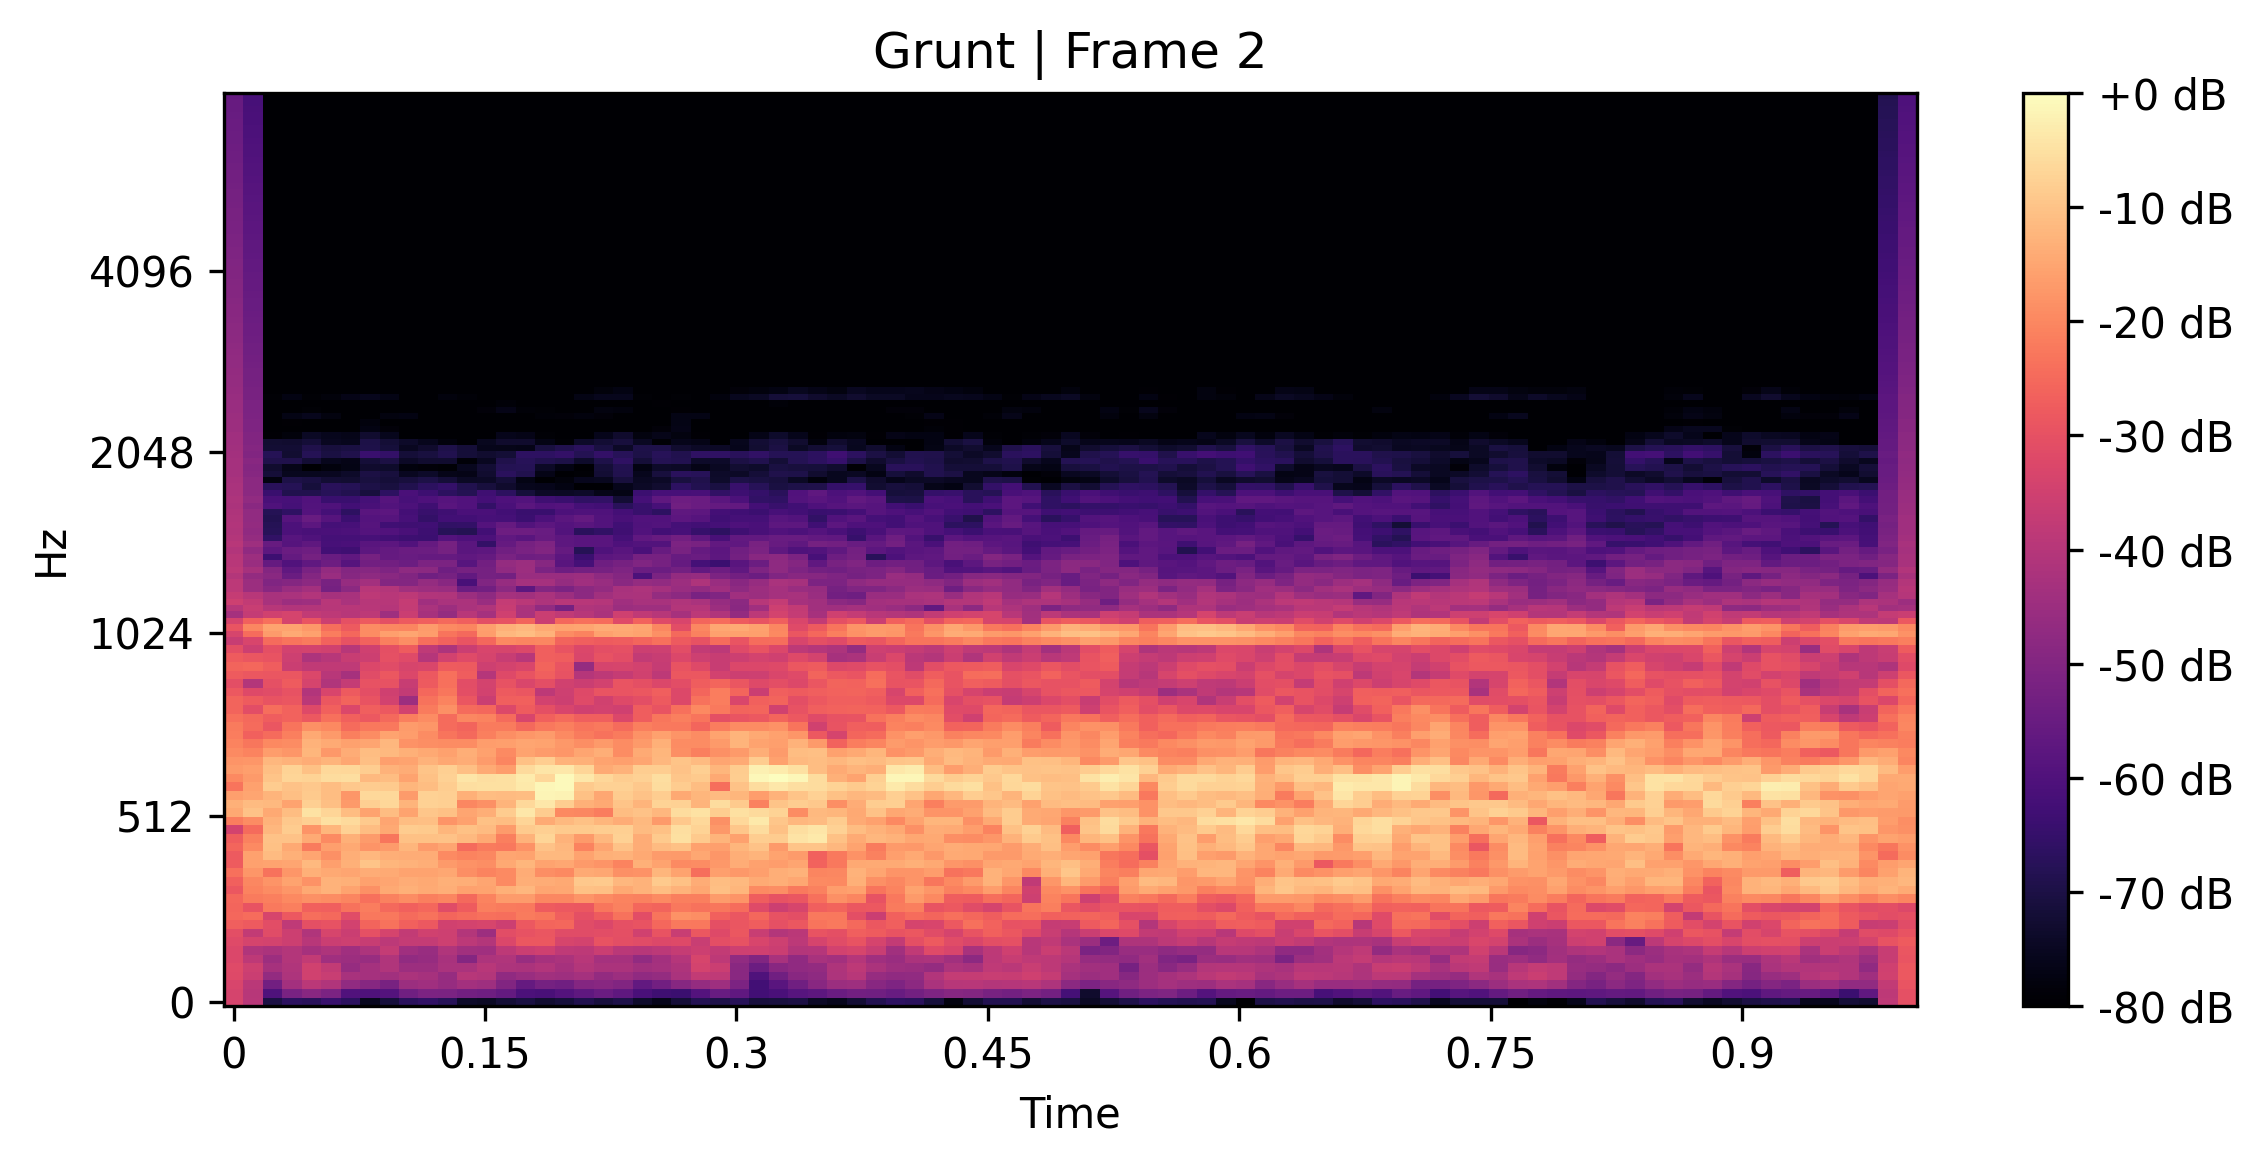 Grunt | Frame 2
+0 dB
-10 dB
-20 dB
-30 dB
-40 dB
-50 dB
-60 dB
-70 dB
-80 dB
4096
2048
1024
512
0
Hz
0 0.15 0.3 0.45 0.6 0.75 0.9
Time